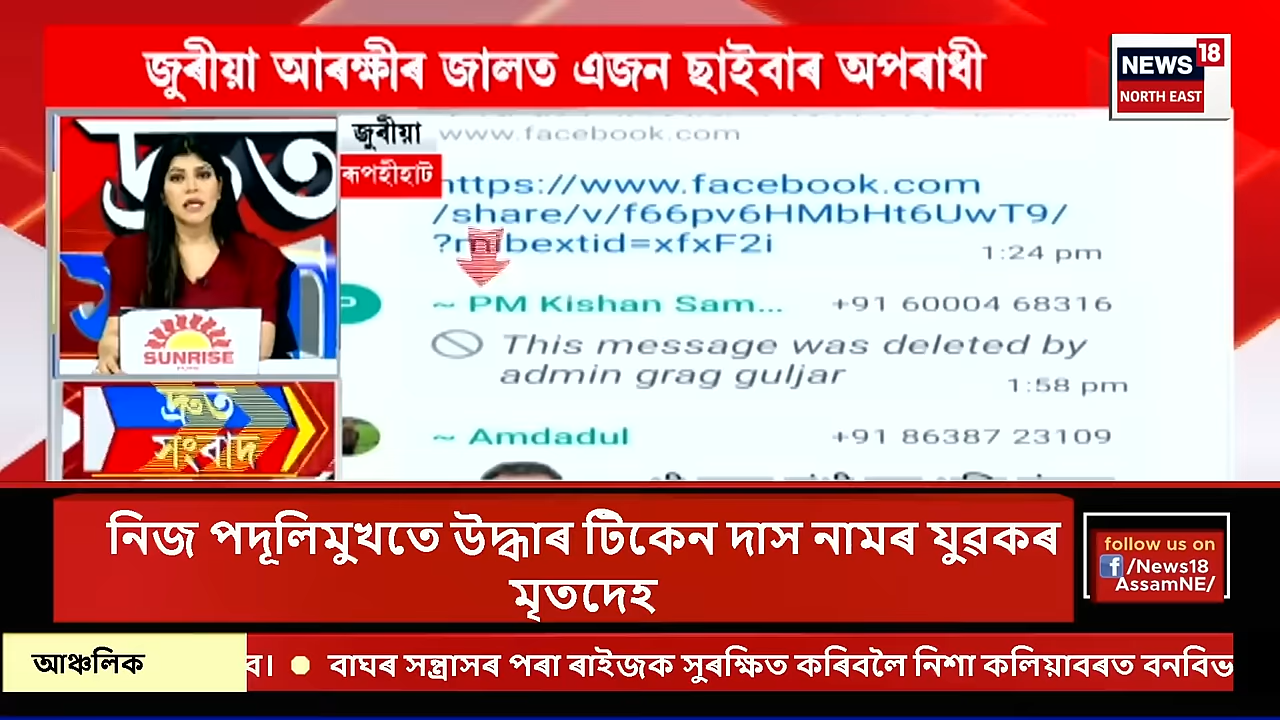 জুৰীয়া আৰক্ষীৰ জালত এজন ছাইবাৰ অপৰাধী
NEWS 18
NORTH EAST
দ্ৰুত
জুৰীয়া
ৰূপহীহাট
www.facebook.com
https://www.facebook.com
/share/v/f66pv6HMbHt6UwT9/
?mibextid=xfxF2i
1:24 pm
P
~ PM Kishan Sam... +91 60004 68316
This message was deleted by
admin grag guljar
1:58 pm
~ Amdadul +91 86387 23109
SUNRISE
PURE
দ্ৰুত
সংবাদ
নিজ পদূলিমুখতে উদ্ধাৰ টিকেন দাস নামৰ যুৱকৰ
মৃতদেহ
follow us on
f /News18
AssamNE/
আঞ্চলিক
ব। ● বাঘৰ সন্ত্ৰাসৰ পৰা ৰাইজক সুৰক্ষিত কৰিবলৈ নিশা কলিয়াবৰত বনবিভ